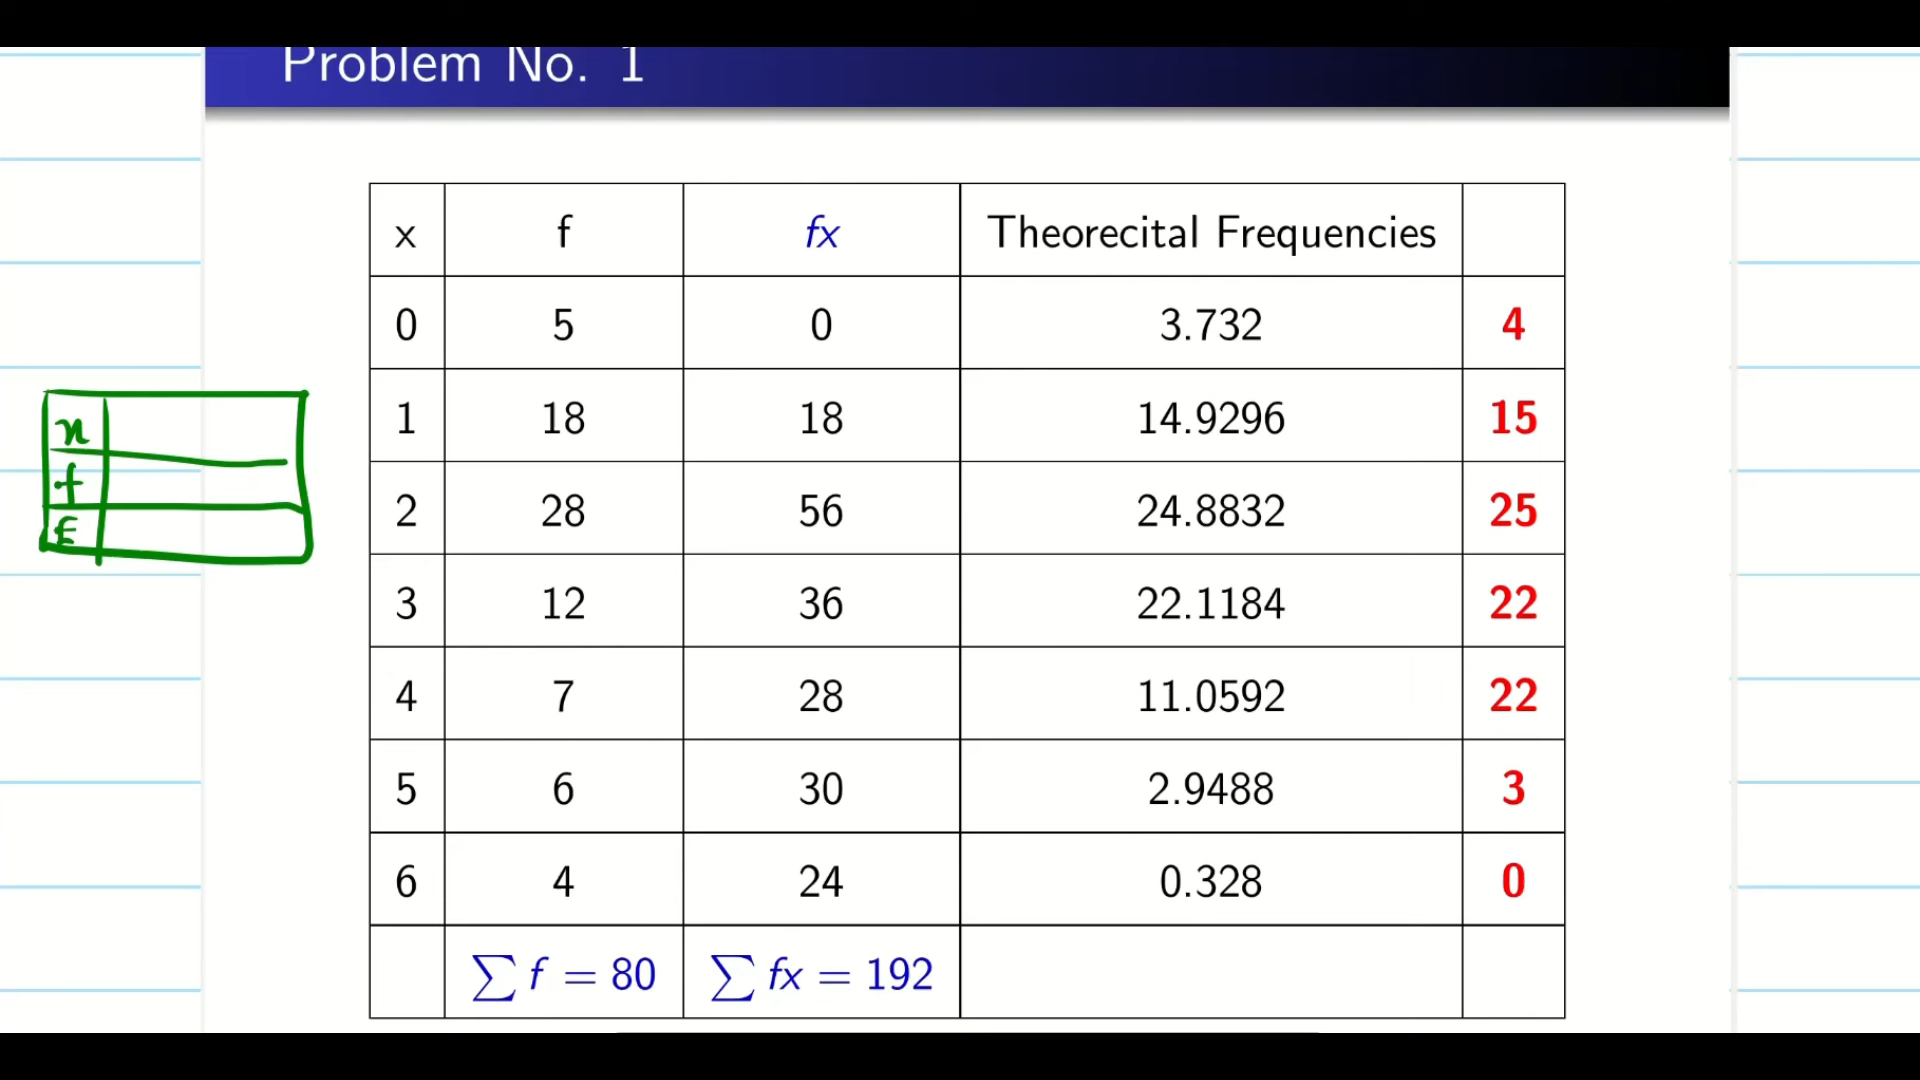 Problem No. 1
x f fx Theorecital Frequencies
0 5 0 3.732 4
1 18 18 14.9296 15
2 28 56 24.8832 25
3 12 36 22.1184 22
4 7 28 11.0592 22
5 6 30 2.9488 3
6 4 24 0.328 0
∑ f = 80 ∑ fx = 192
x
f
E